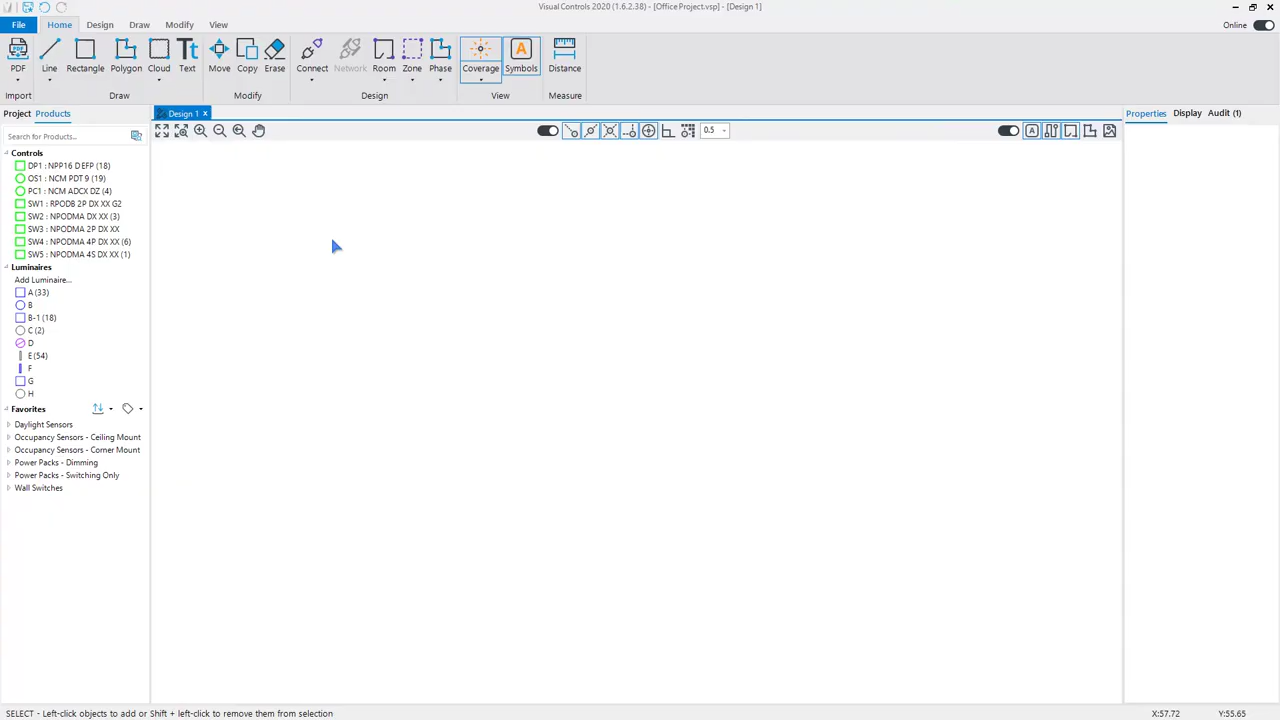 Visual Controls 2020 (1.6.2.38) - [Office Project.vsp] - [Design 1]
File Home Design Draw Modify View Online
PDF Line Rectangle Polygon Cloud Text Move Copy Erase Connect Network Room Zone Phase Coverage Symbols Distance
Import Draw Modify Design View Measure
Project Products Design 1 Properties Display Audit (1)
Search for Products... 0.5
Controls
DP1 : NPP16 D EFP (18)
OS1 : NCM PDT 9 (19)
PC1 : NCM ADCX DZ (4)
SW1 : RPODB 2P DX XX G2
SW2 : NPODMA DX XX (3)
SW3 : NPODMA 2P DX XX
SW4 : NPODMA 4P DX XX (6)
SW5 : NPODMA 4S DX XX (1)
Luminaires
Add Luminaire...
A (33)
B
B-1 (18)
C (2)
D
E (54)
F
G
H
Favorites
Daylight Sensors
Occupancy Sensors - Ceiling Mount
Occupancy Sensors - Corner Mount
Power Packs - Dimming
Power Packs - Switching Only
Wall Switches
SELECT - Left-click objects to add or Shift + left-click to remove them from selection X:57.72 Y:55.65